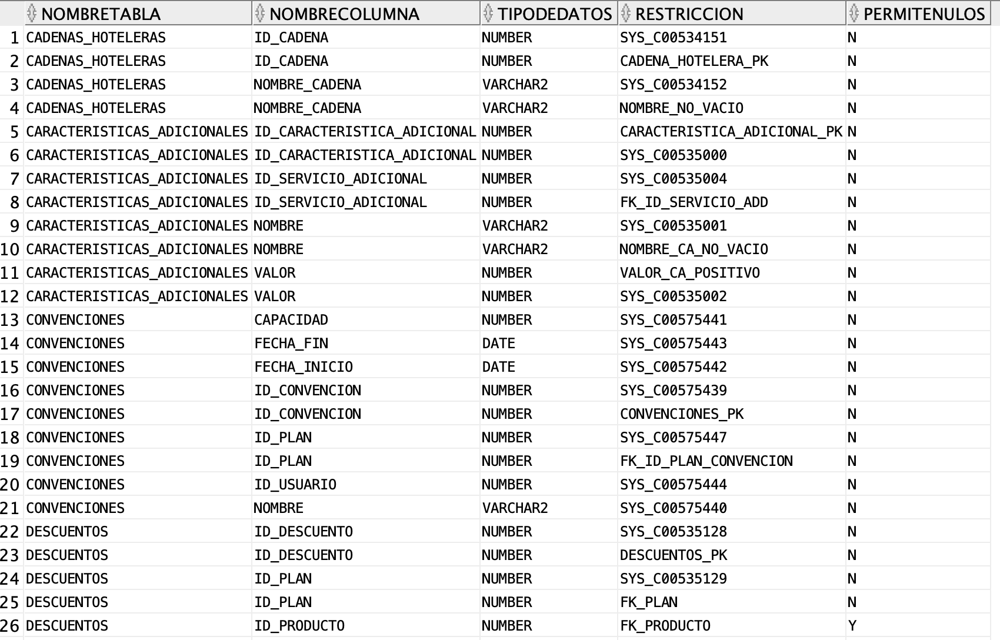 NOMBRETABLA NOMBRECOLUMNA TIPODEDATOS RESTRICCION PERMITENULOS
1 CADENAS_HOTELERAS ID_CADENA NUMBER SYS_C00534151 N
2 CADENAS_HOTELERAS ID_CADENA NUMBER CADENA_HOTELERA_PK N
3 CADENAS_HOTELERAS NOMBRE_CADENA VARCHAR2 SYS_C00534152 N
4 CADENAS_HOTELERAS NOMBRE_CADENA VARCHAR2 NOMBRE_NO_VACIO N
5 CARACTERISTICAS_ADICIONALES ID_CARACTERISTICA_ADICIONAL NUMBER CARACTERISTICA_ADICIONAL_PK N
6 CARACTERISTICAS_ADICIONALES ID_CARACTERISTICA_ADICIONAL NUMBER SYS_C00535000 N
7 CARACTERISTICAS_ADICIONALES ID_SERVICIO_ADICIONAL NUMBER SYS_C00535004 N
8 CARACTERISTICAS_ADICIONALES ID_SERVICIO_ADICIONAL NUMBER FK_ID_SERVICIO_ADD N
9 CARACTERISTICAS_ADICIONALES NOMBRE VARCHAR2 SYS_C00535001 N
10 CARACTERISTICAS_ADICIONALES NOMBRE VARCHAR2 NOMBRE_CA_NO_VACIO N
11 CARACTERISTICAS_ADICIONALES VALOR NUMBER VALOR_CA_POSITIVO N
12 CARACTERISTICAS_ADICIONALES VALOR NUMBER SYS_C00535002 N
13 CONVENCIONES CAPACIDAD NUMBER SYS_C00575441 N
14 CONVENCIONES FECHA_FIN DATE SYS_C00575443 N
15 CONVENCIONES FECHA_INICIO DATE SYS_C00575442 N
16 CONVENCIONES ID_CONVENCION NUMBER SYS_C00575439 N
17 CONVENCIONES ID_CONVENCION NUMBER CONVENCIONES_PK N
18 CONVENCIONES ID_PLAN NUMBER SYS_C00575447 N
19 CONVENCIONES ID_PLAN NUMBER FK_ID_PLAN_CONVENCION N
20 CONVENCIONES ID_USUARIO NUMBER SYS_C00575444 N
21 CONVENCIONES NOMBRE VARCHAR2 SYS_C00575440 N
22 DESCUENTOS ID_DESCUENTO NUMBER SYS_C00535128 N
23 DESCUENTOS ID_DESCUENTO NUMBER DESCUENTOS_PK N
24 DESCUENTOS ID_PLAN NUMBER SYS_C00535129 N
25 DESCUENTOS ID_PLAN NUMBER FK_PLAN N
26 DESCUENTOS ID_PRODUCTO NUMBER FK_PRODUCTO Y